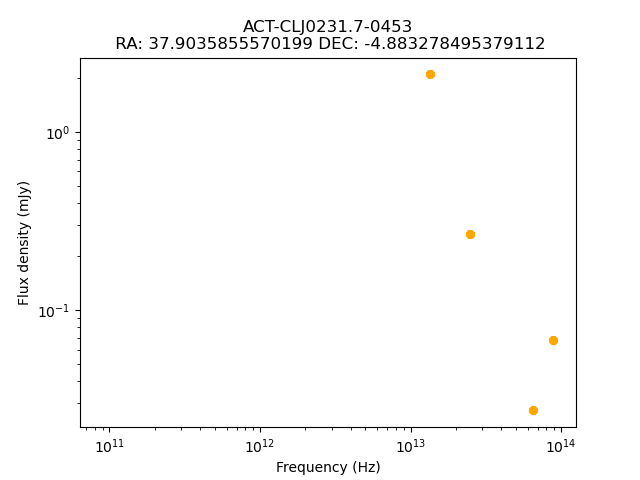 ACT-CLJ0231.7-0453
RA: 37.9035855570199 DEC: -4.883278495379112
Flux density (mJy)
10⁰
10⁻¹
10¹¹ 10¹² 10¹³ 10¹⁴
Frequency (Hz)